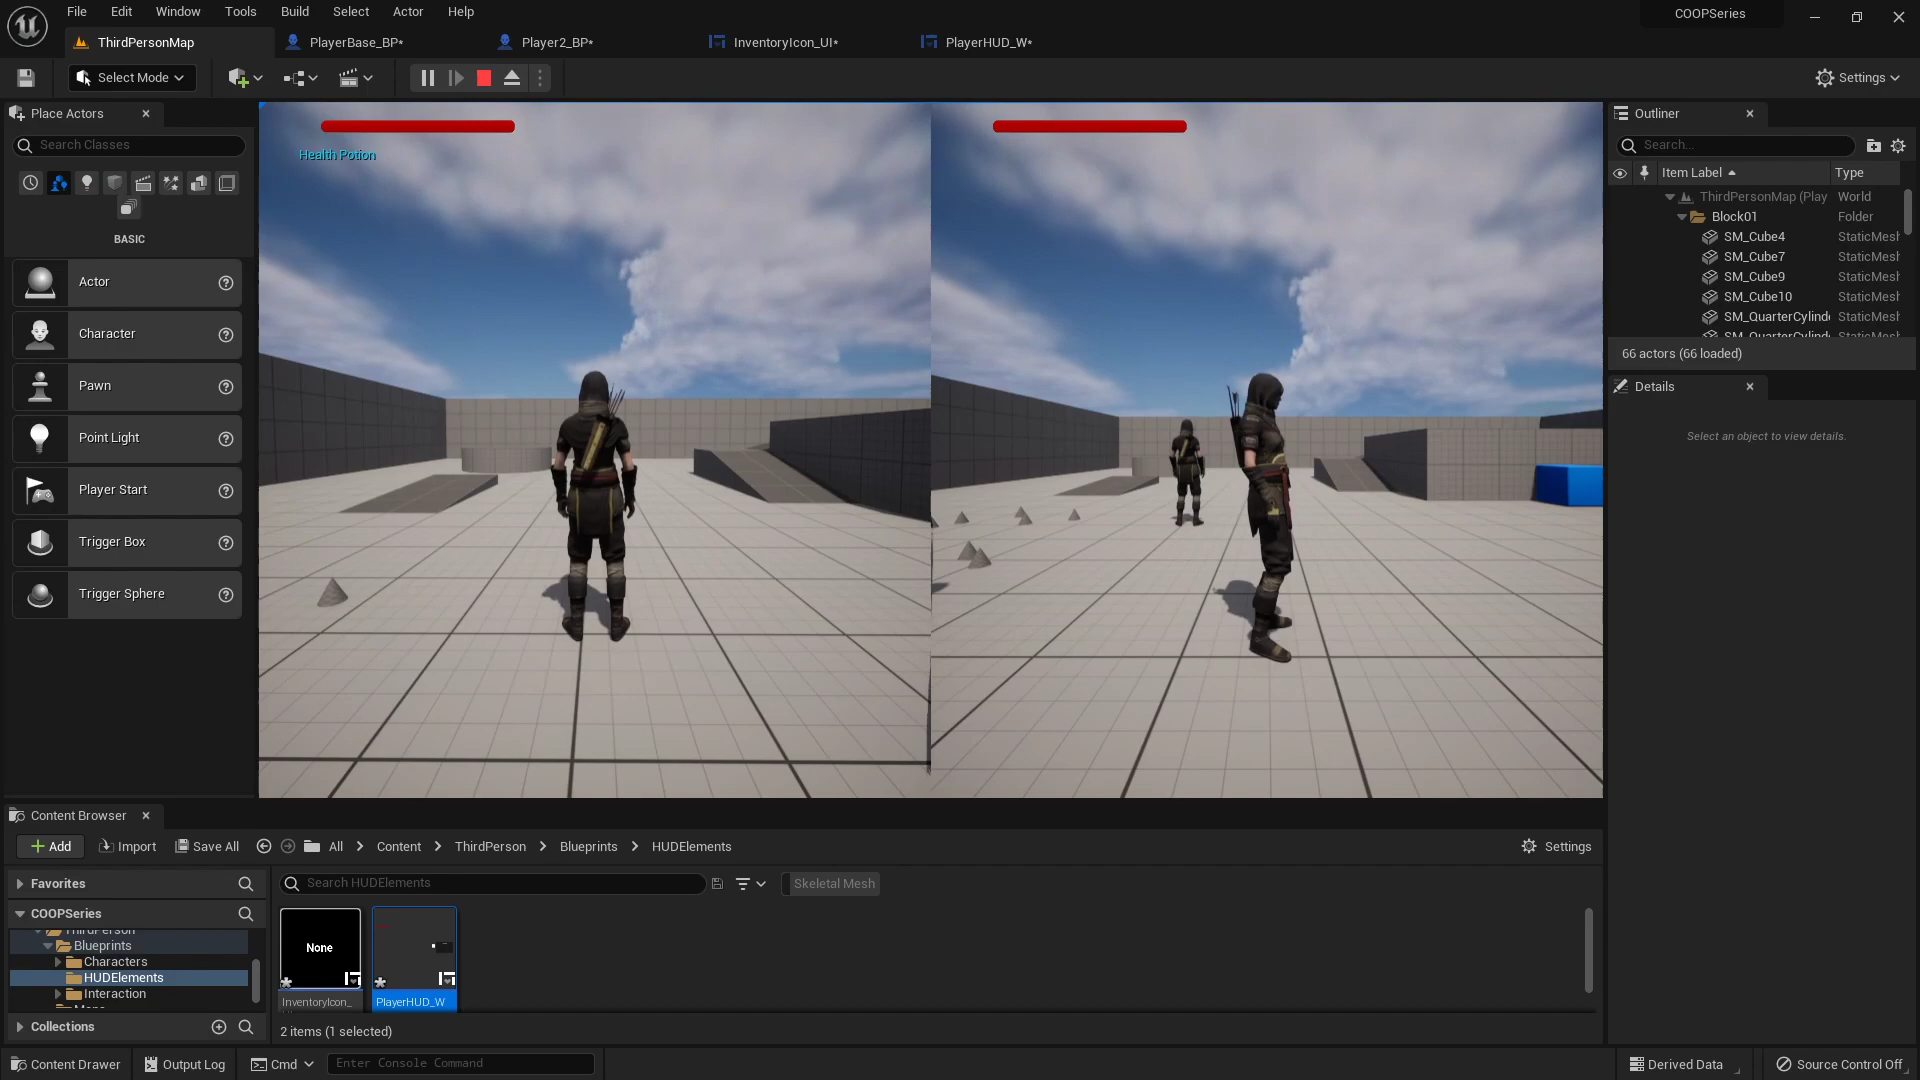 File Edit Window Tools Build Select Actor Help
COOPSeries
ThirdPersonMap
PlayerBase_BP*
Player2_BP*
InventoryIcon_UI*
PlayerHUD_W*
Select Mode
Settings
Place Actors
Search Classes
BASIC
Actor
Character
Pawn
Point Light
Player Start
Trigger Box
Trigger Sphere
Health Potion
Outliner
Search...
Item Label
Type
ThirdPersonMap (Play
World
Block01
Folder
SM_Cube4
StaticMesh
SM_Cube7
StaticMesh
SM_Cube9
StaticMesh
SM_Cube10
StaticMesh
SM_QuarterCylinde
StaticMesh
SM_QuarterCylinde
StaticMesh
66 actors (66 loaded)
Details
Select an object to view details.
Content Browser
Add
Import
Save All
All
Content
ThirdPerson
Blueprints
HUDElements
Settings
Favorites
COOPSeries
ThirdPerson
Blueprints
Characters
HUDElements
Interaction
Collections
Search HUDElements
Skeletal Mesh
None
InventoryIcon_
PlayerHUD_W
2 items (1 selected)
Content Drawer
Output Log
Cmd
Enter Console Command
Derived Data
Source Control Off